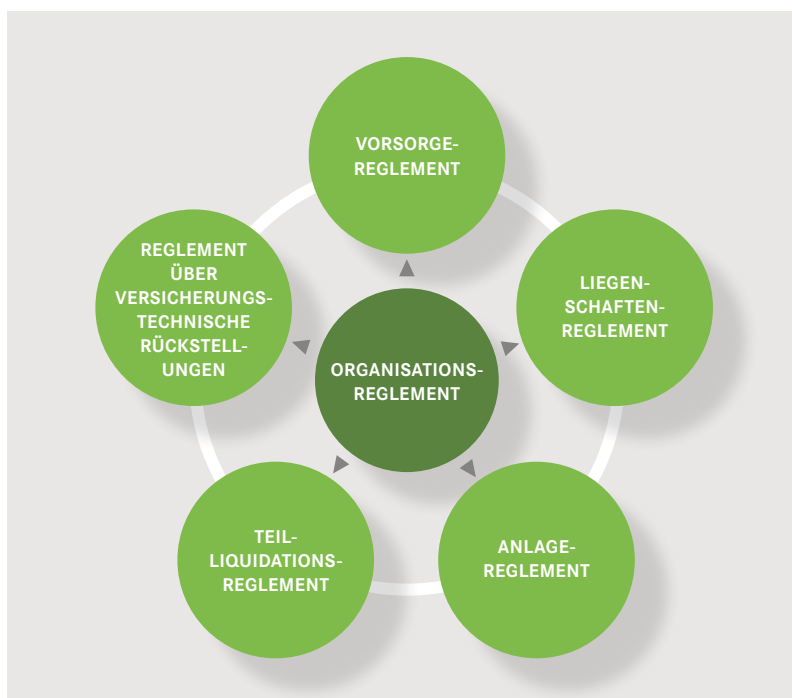 VORSORGE-
REGLEMENT
REGLEMENT
ÜBER
VERSICHERUNGS-
TECHNISCHE
RÜCKSTELL-
UNGEN
LIEGEN-
SCHAFTEN-
REGLEMENT
ORGANISATIONS-
REGLEMENT
TEIL-
LIQUIDATIONS-
REGLEMENT
ANLAGE-
REGLEMENT